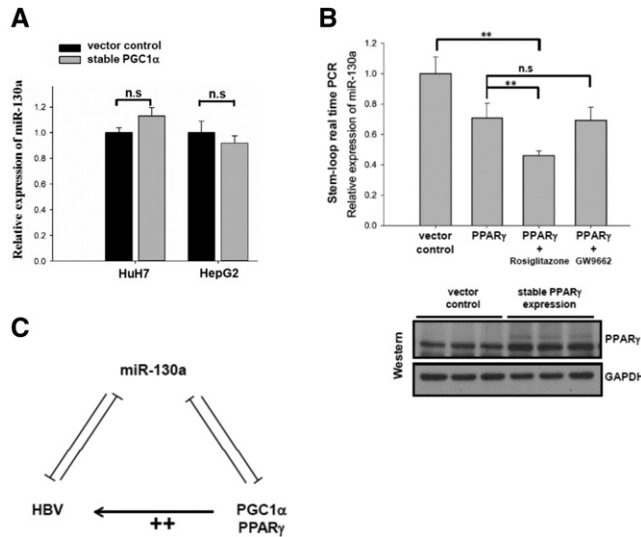 A
vector control
stable PGC1α
Relative expression of miR-130a
n.s
n.s
1.2
1.0
0.8
0.6
0.4
0.2
0.0
HuH7
HepG2
B
Stem-loop real time PCR
Relative expression of miR-130a
**
n.s
**
1.2
1.0
0.8
0.6
0.4
0.2
0.0
vector
control
PPARγ
PPARγ
+
Rosiglitazone
PPARγ
+
GW9662
vector
control
stable PPARγ
expression
Western
PPARγ
GAPDH
C
miR-130a
HBV
++
PGC1α
PPARγ